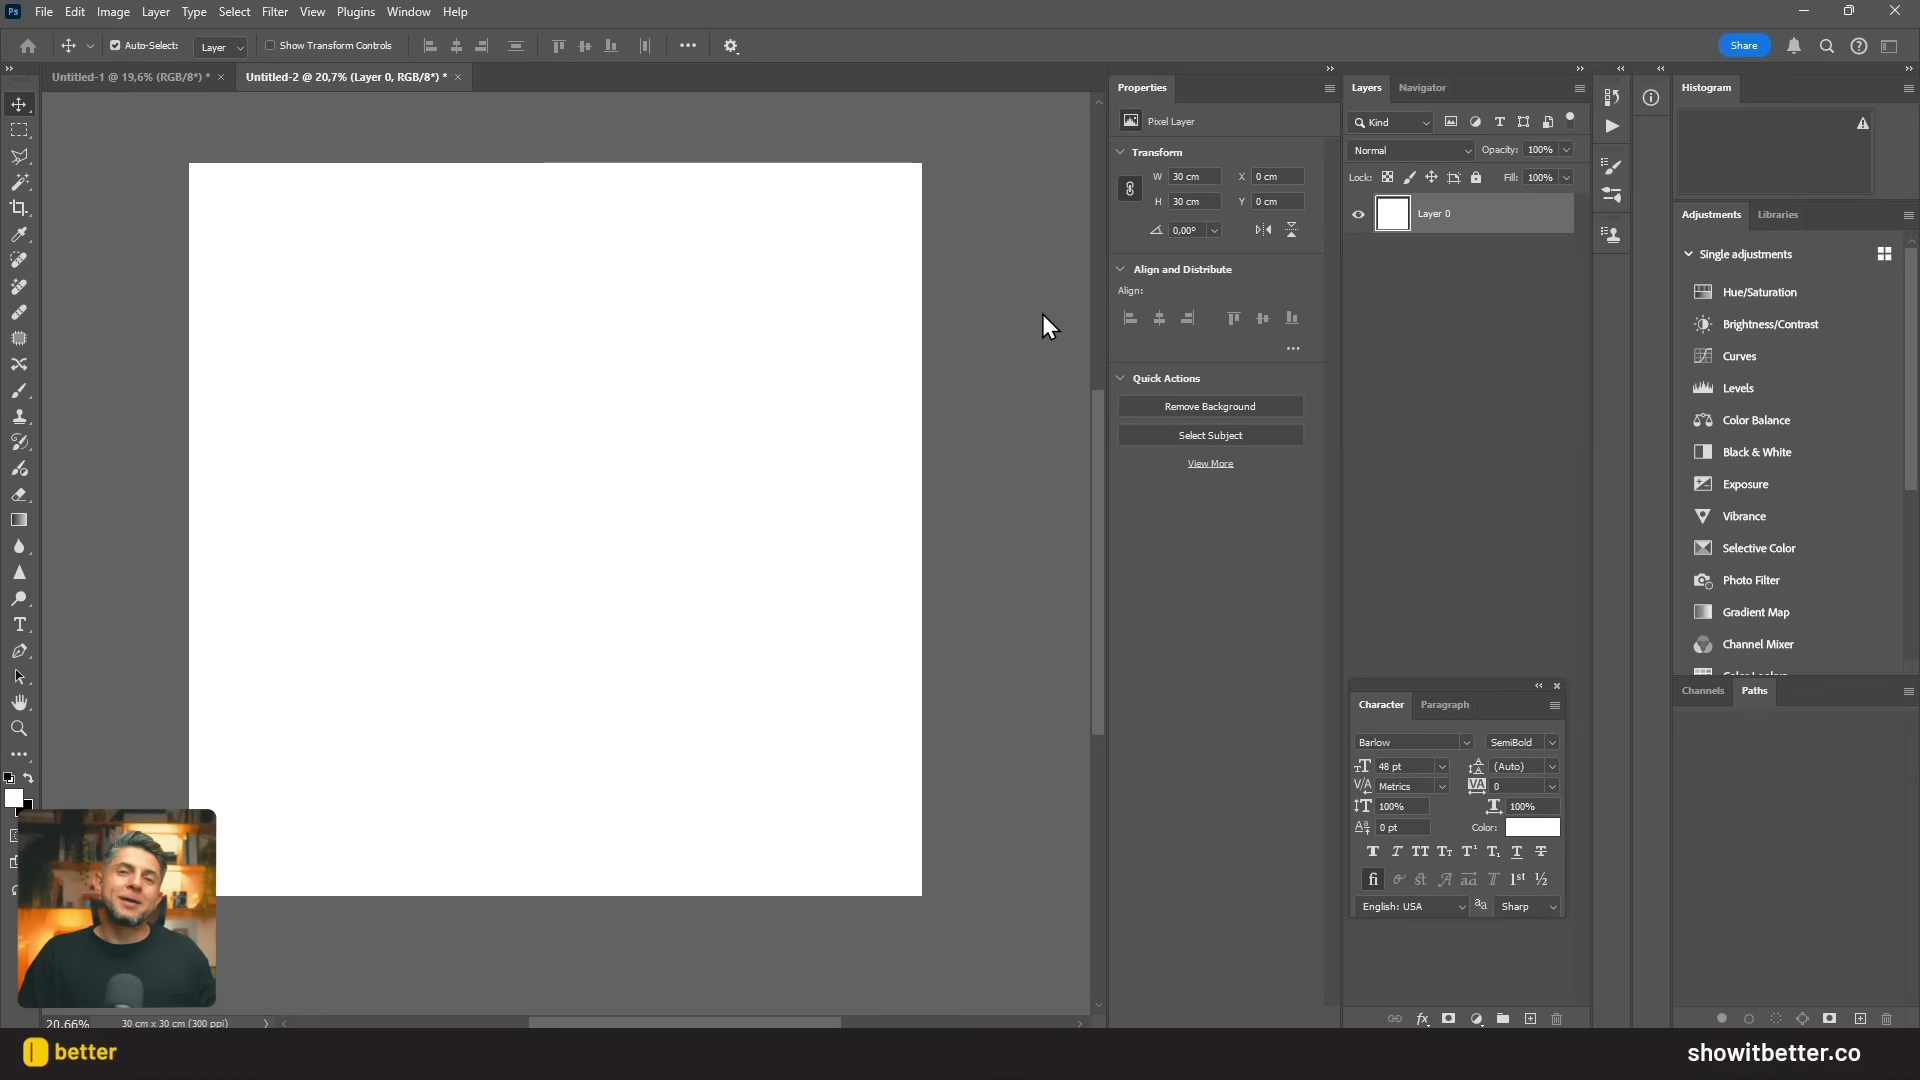 Ps File Edit Image Layer Type Select Filter View Plugins Window Help
Auto-Select: Layer Show Transform Controls Share
Untitled-1 @ 19,6% (RGB/8*) * Untitled-2 @ 20,7% (Layer 0, RGB/8*) *
Properties
Pixel Layer
Transform
W 30 cm X 0 cm
H 30 cm Y 0 cm
0,00°
Align and Distribute
Align:
Quick Actions
Remove Background
Select Subject
View More
Layers Navigator
Kind
Normal Opacity: 100%
Lock: Fill: 100%
Layer 0
Character Paragraph
Barlow SemiBold
48 pt (Auto)
Metrics 0
100% 100%
0 pt Color:
English: USA Sharp
Histogram
Adjustments Libraries
Single adjustments
Hue/Saturation
Brightness/Contrast
Curves
Levels
Color Balance
Black & White
Exposure
Vibrance
Selective Color
Photo Filter
Gradient Map
Channel Mixer
Channels Paths
20,66% 30 cm x 30 cm (300 ppi)
better
showitbetter.co